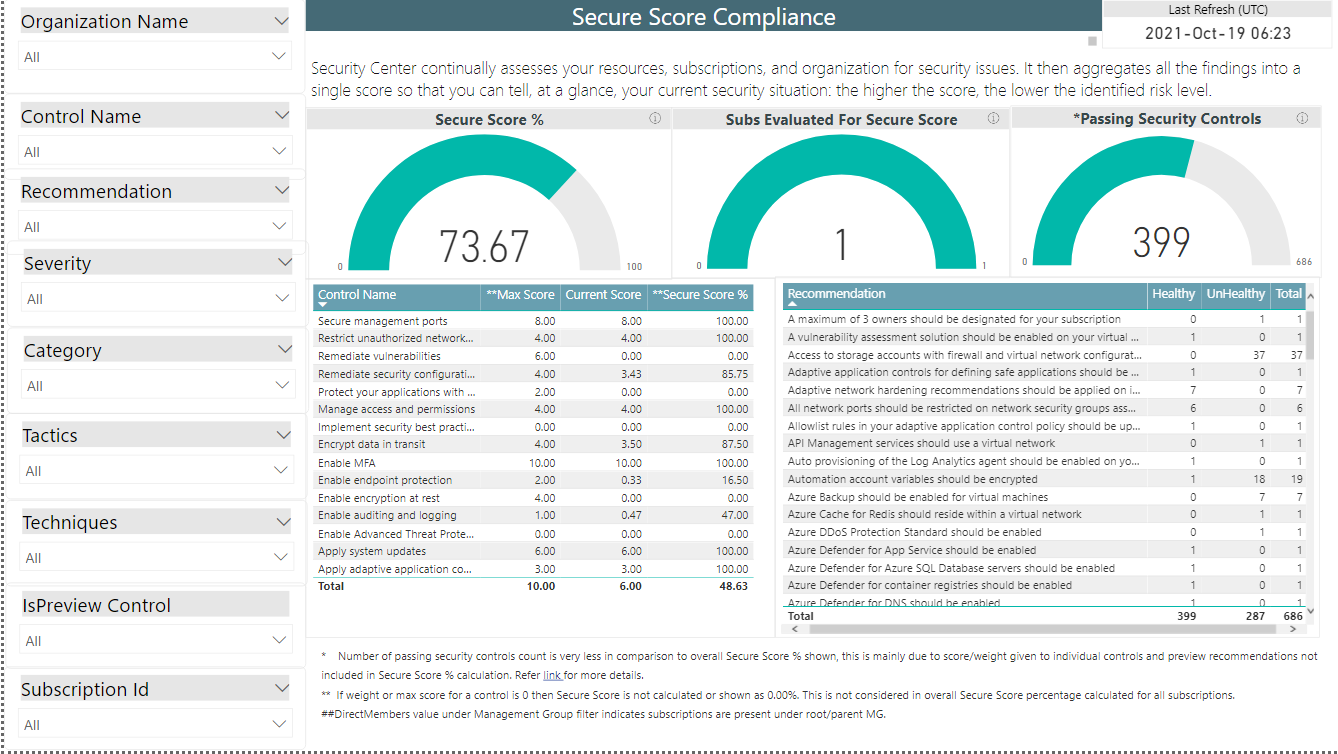 Organization Name
All
Control Name
All
Recommendation
All
Severity
All
Category
All
Tactics
All
Techniques
All
IsPreview Control
All
Subscription Id
All
Secure Score Compliance
Last Refresh (UTC)
2021-Oct-19 06:23
Security Center continually assesses your resources, subscriptions, and organization for security issues. It then aggregates all the findings into a
single score so that you can tell, at a glance, your current security situation: the higher the score, the lower the identified risk level.
Secure Score %
73.67
0 100
Subs Evaluated For Secure Score
1
0 1
*Passing Security Controls
399
0 686
Control Name **Max Score Current Score **Secure Score %
Secure management ports 8.00 8.00 100.00
Restrict unauthorized network... 4.00 4.00 100.00
Remediate vulnerabilities 6.00 0.00 0.00
Remediate security configurati... 4.00 3.43 85.75
Protect your applications with ... 2.00 0.00 0.00
Manage access and permissions 4.00 4.00 100.00
Implement security best practi... 0.00 0.00 0.00
Encrypt data in transit 4.00 3.50 87.50
Enable MFA 10.00 10.00 100.00
Enable endpoint protection 2.00 0.33 16.50
Enable encryption at rest 4.00 0.00 0.00
Enable auditing and logging 1.00 0.47 47.00
Enable Advanced Threat Prote... 0.00 0.00 0.00
Apply system updates 6.00 6.00 100.00
Apply adaptive application co... 3.00 3.00 100.00
Total 10.00 6.00 48.63
Recommendation Healthy UnHealthy Total
A maximum of 3 owners should be designated for your subscription 0 1 1
A vulnerability assessment solution should be enabled on your virtual ... 1 0 1
Access to storage accounts with firewall and virtual network configurat... 0 37 37
Adaptive application controls for defining safe applications should be ... 1 0 1
Adaptive network hardening recommendations should be applied on i... 7 0 7
All network ports should be restricted on network security groups ass... 6 0 6
Allowlist rules in your adaptive application control policy should be up... 1 0 1
API Management services should use a virtual network 0 1 1
Auto provisioning of the Log Analytics agent should be enabled on yo... 1 0 1
Automation account variables should be encrypted 1 18 19
Azure Backup should be enabled for virtual machines 0 7 7
Azure Cache for Redis should reside within a virtual network 0 1 1
Azure DDoS Protection Standard should be enabled 0 1 1
Azure Defender for App Service should be enabled 1 0 1
Azure Defender for Azure SQL Database servers should be enabled 1 0 1
Azure Defender for container registries should be enabled 1 0 1
Azure Defender for DNS should be enabled 1 0 1
Total 399 287 686
* Number of passing security controls count is very less in comparison to overall Secure Score % shown, this is mainly due to score/weight given to individual controls and preview recommendations not
included in Secure Score % calculation. Refer link for more details.
** If weight or max score for a control is 0 then Secure Score is not calculated or shown as 0.00%. This is not considered in overall Secure Score percentage calculated for all subscriptions.
##DirectMembers value under Management Group filter indicates subscriptions are present under root/parent MG.